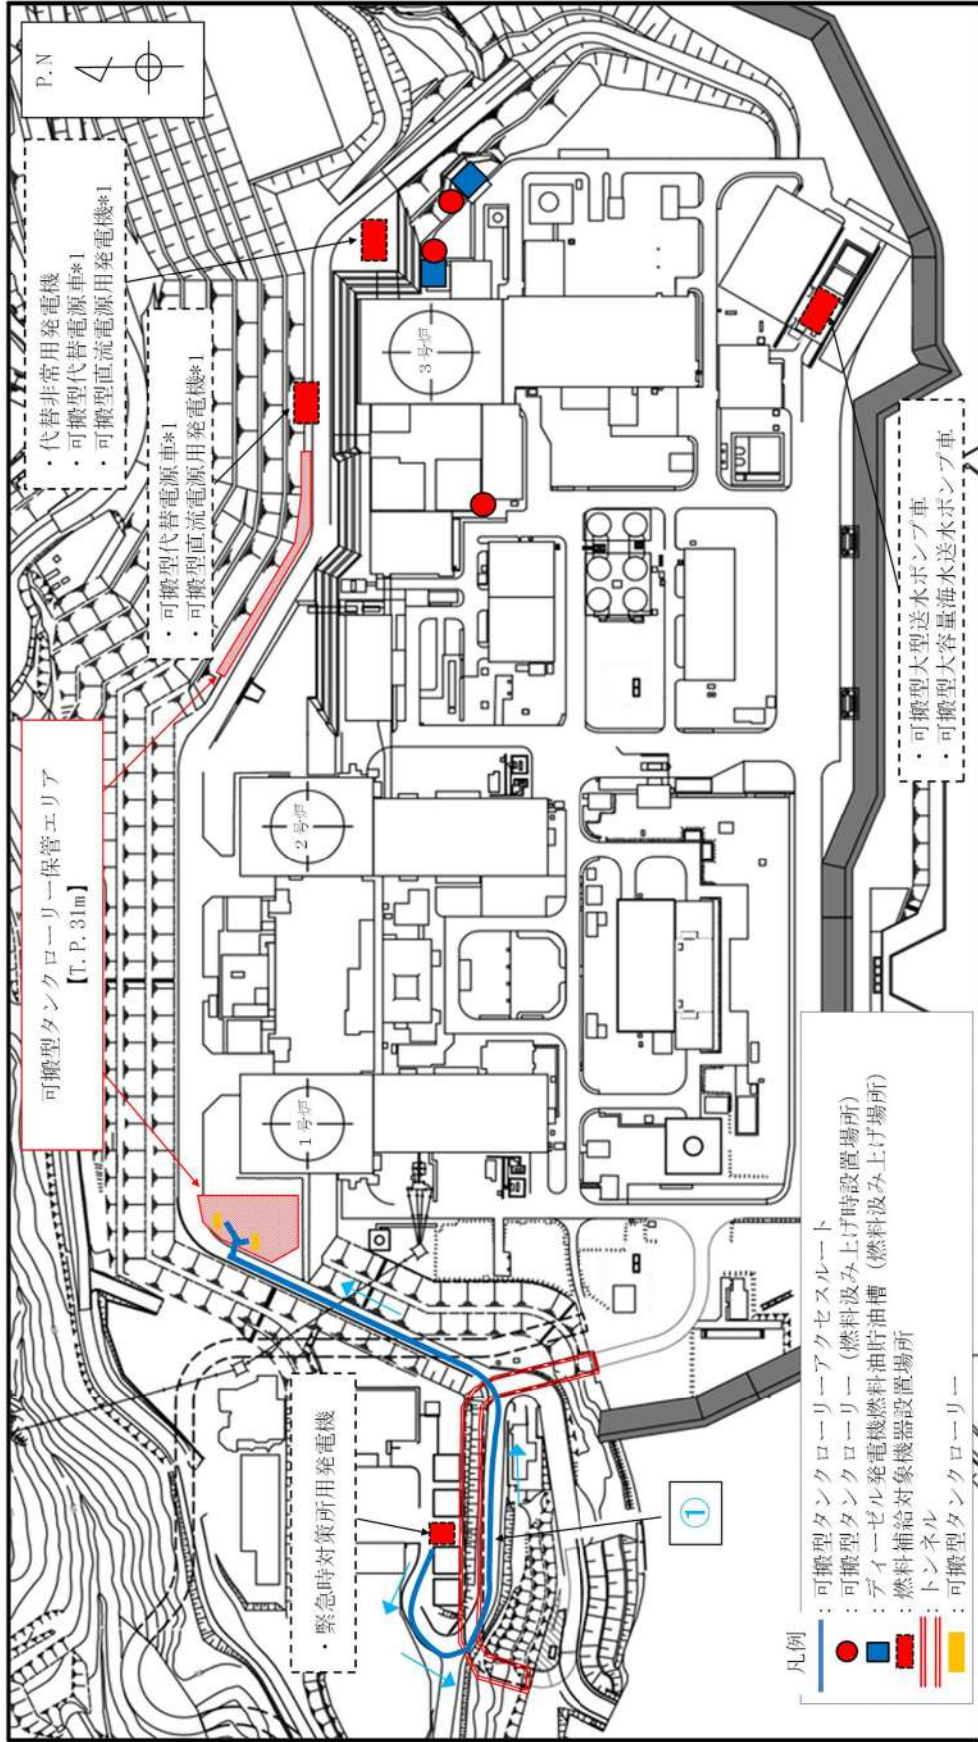 可搬型タンクローリー保管エリア
【T.P.31m】
・可搬型代替電源車*1
・可搬型直流電源用発電機*1
・代替非常用発電機
・可搬型代替電源車*1
・可搬型直流電源用発電機*1
P.N
・緊急時対策所用発電機
1号炉
2号炉
3号炉
①
・可搬型大型送水ポンプ車
・可搬型大容量海水送水ポンプ車
凡例
：可搬型タンクローリーアクセスルート
：可搬型タンクローリー（燃料汲み上げ時設置場所）
：ディーゼル発電機燃料油貯油槽（燃料汲み上げ場所）
：燃料補給対象機器設置場所
：トンネル
：可搬型タンクローリー